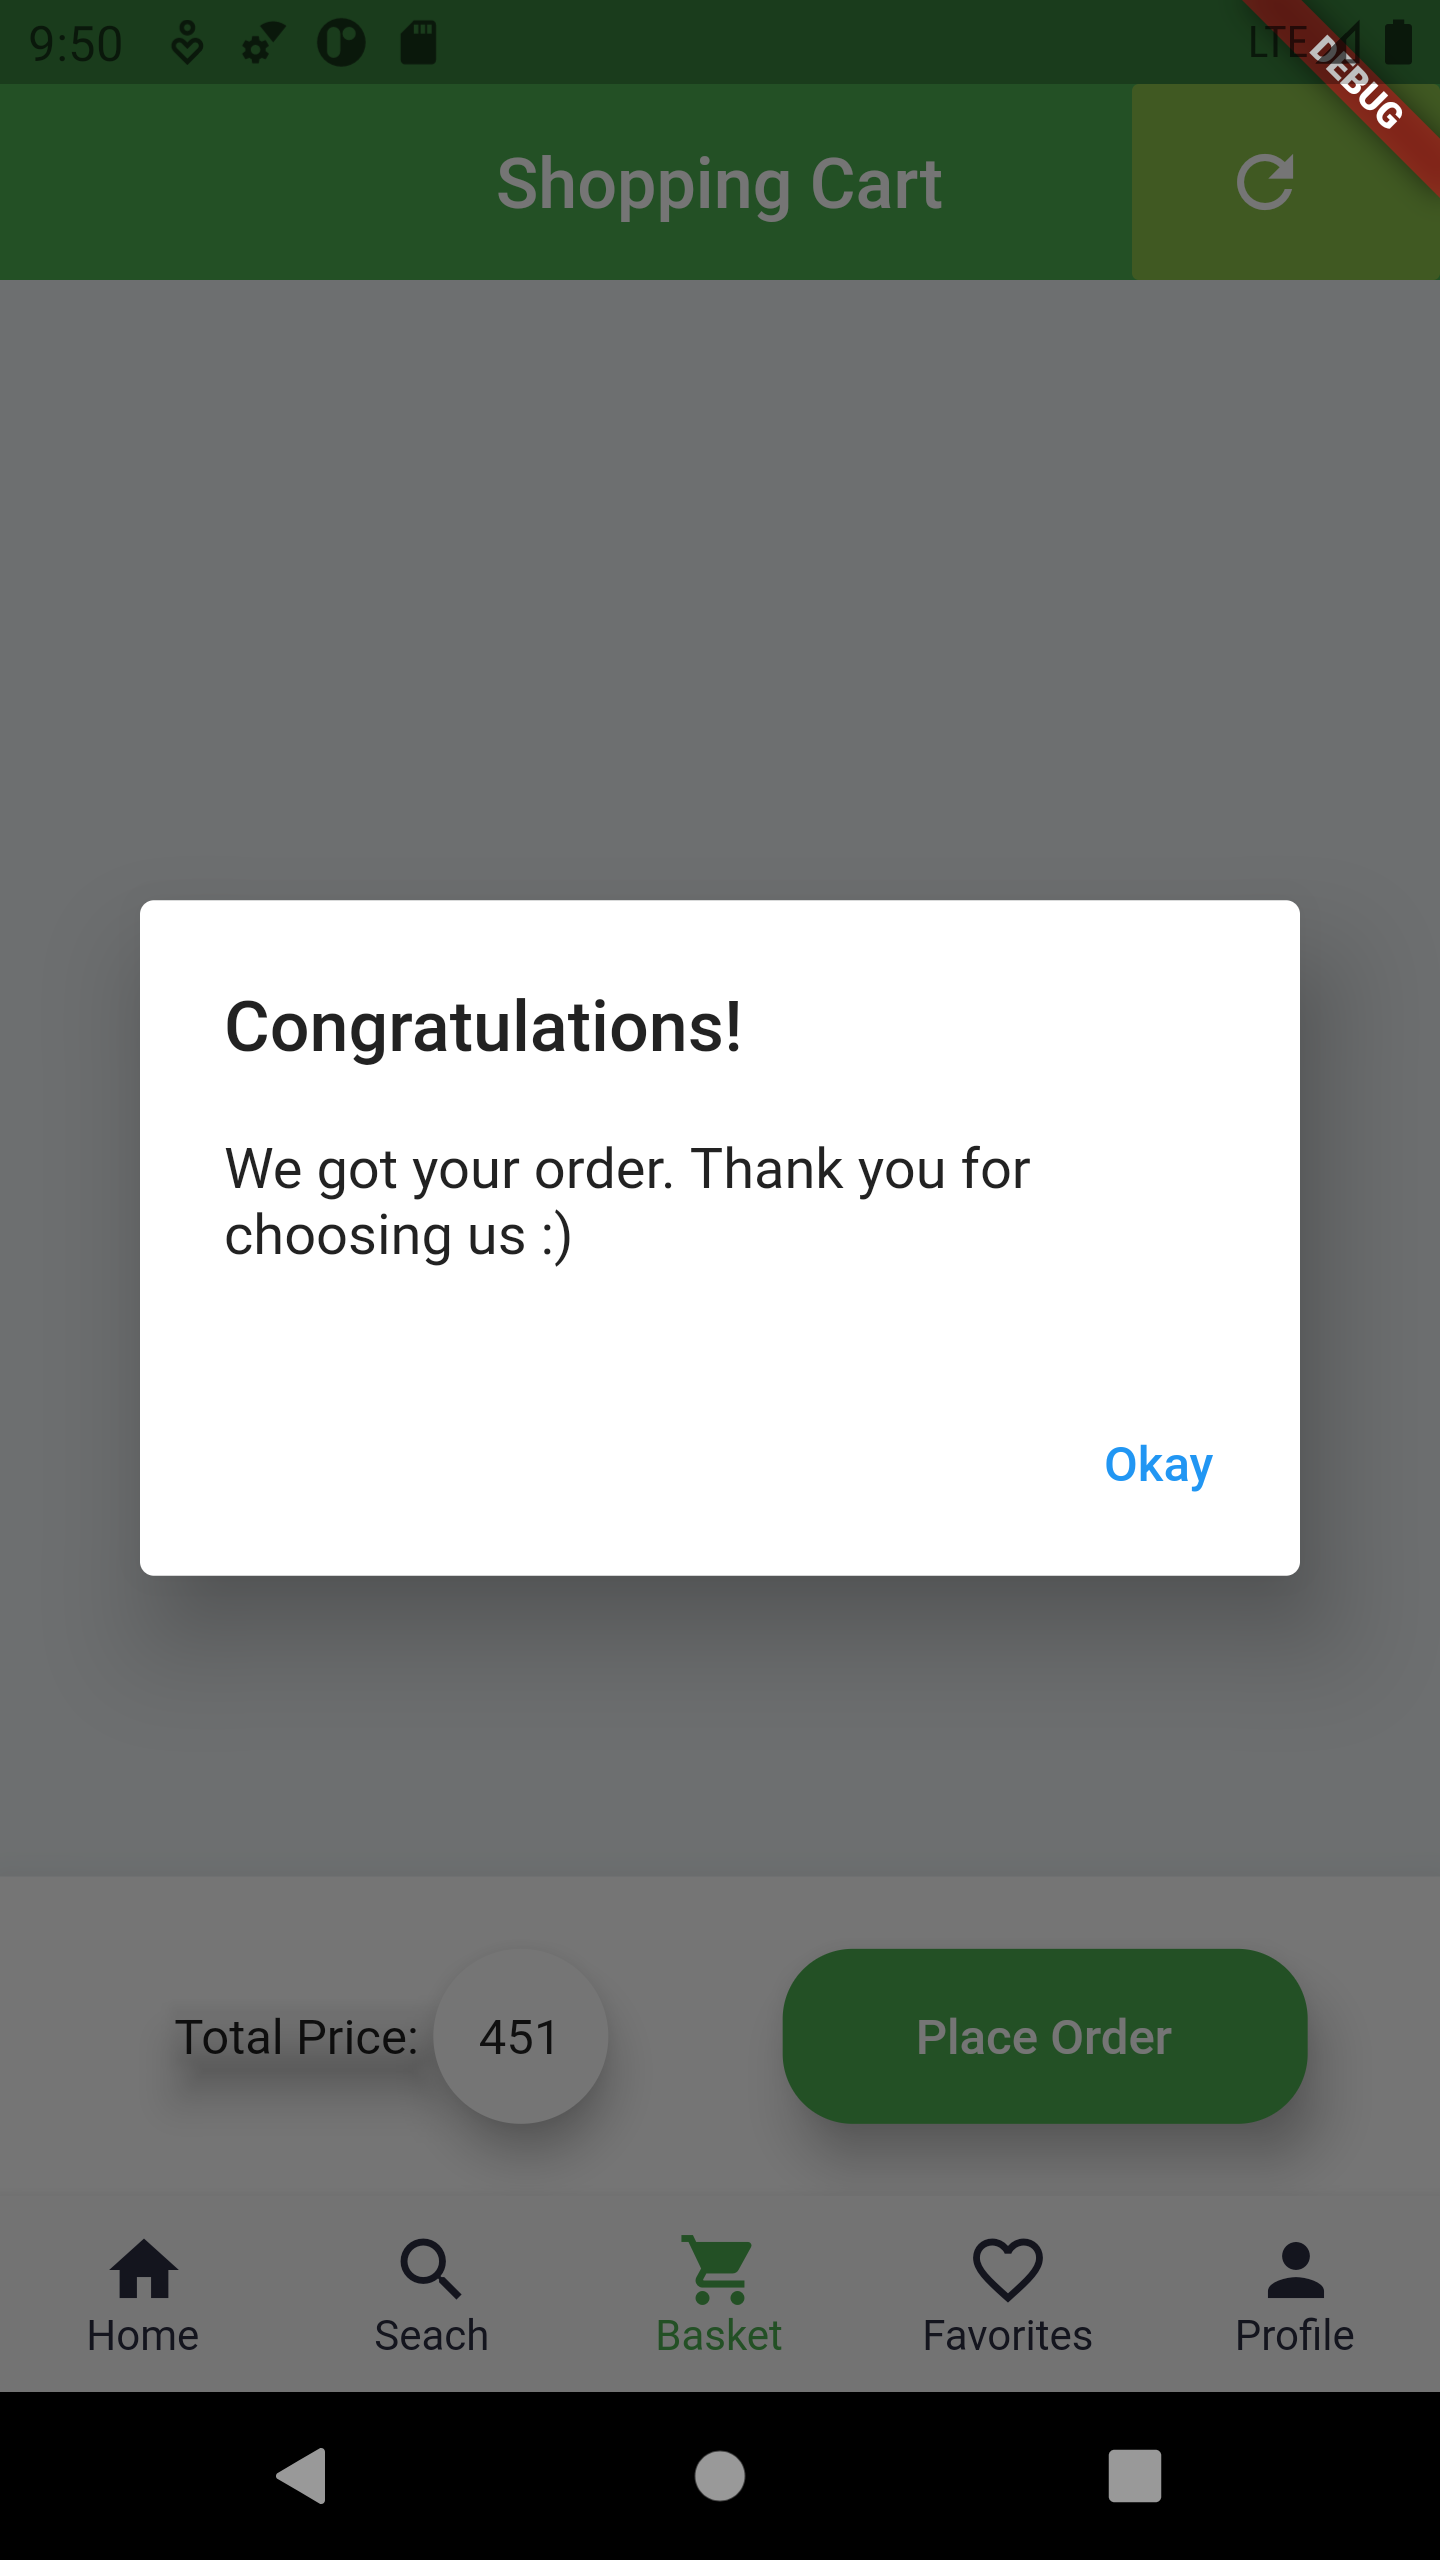 9:50
LTE
DEBUG
Shopping Cart
Congratulations!
We got your order. Thank you for
choosing us :)
Okay
Total Price: 451
Place Order
Home Seach Basket Favorites Profile